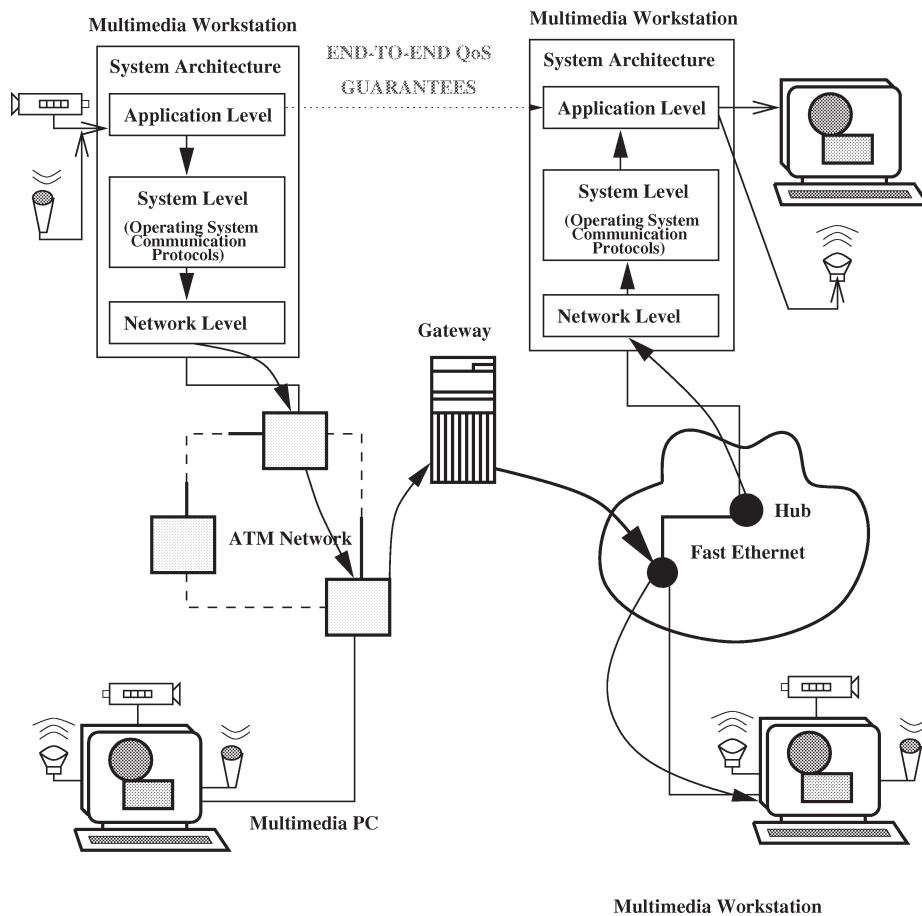 Multimedia Workstation
System Architecture
Application Level
System Level
(Operating System
Communication
Protocols)
Network Level
END-TO-END QoS
GUARANTEES
Multimedia Workstation
System Architecture
Application Level
System Level
(Operating System
Communication
Protocols)
Network Level
Gateway
ATM Network
Hub
Fast Ethernet
Multimedia PC
Multimedia Workstation